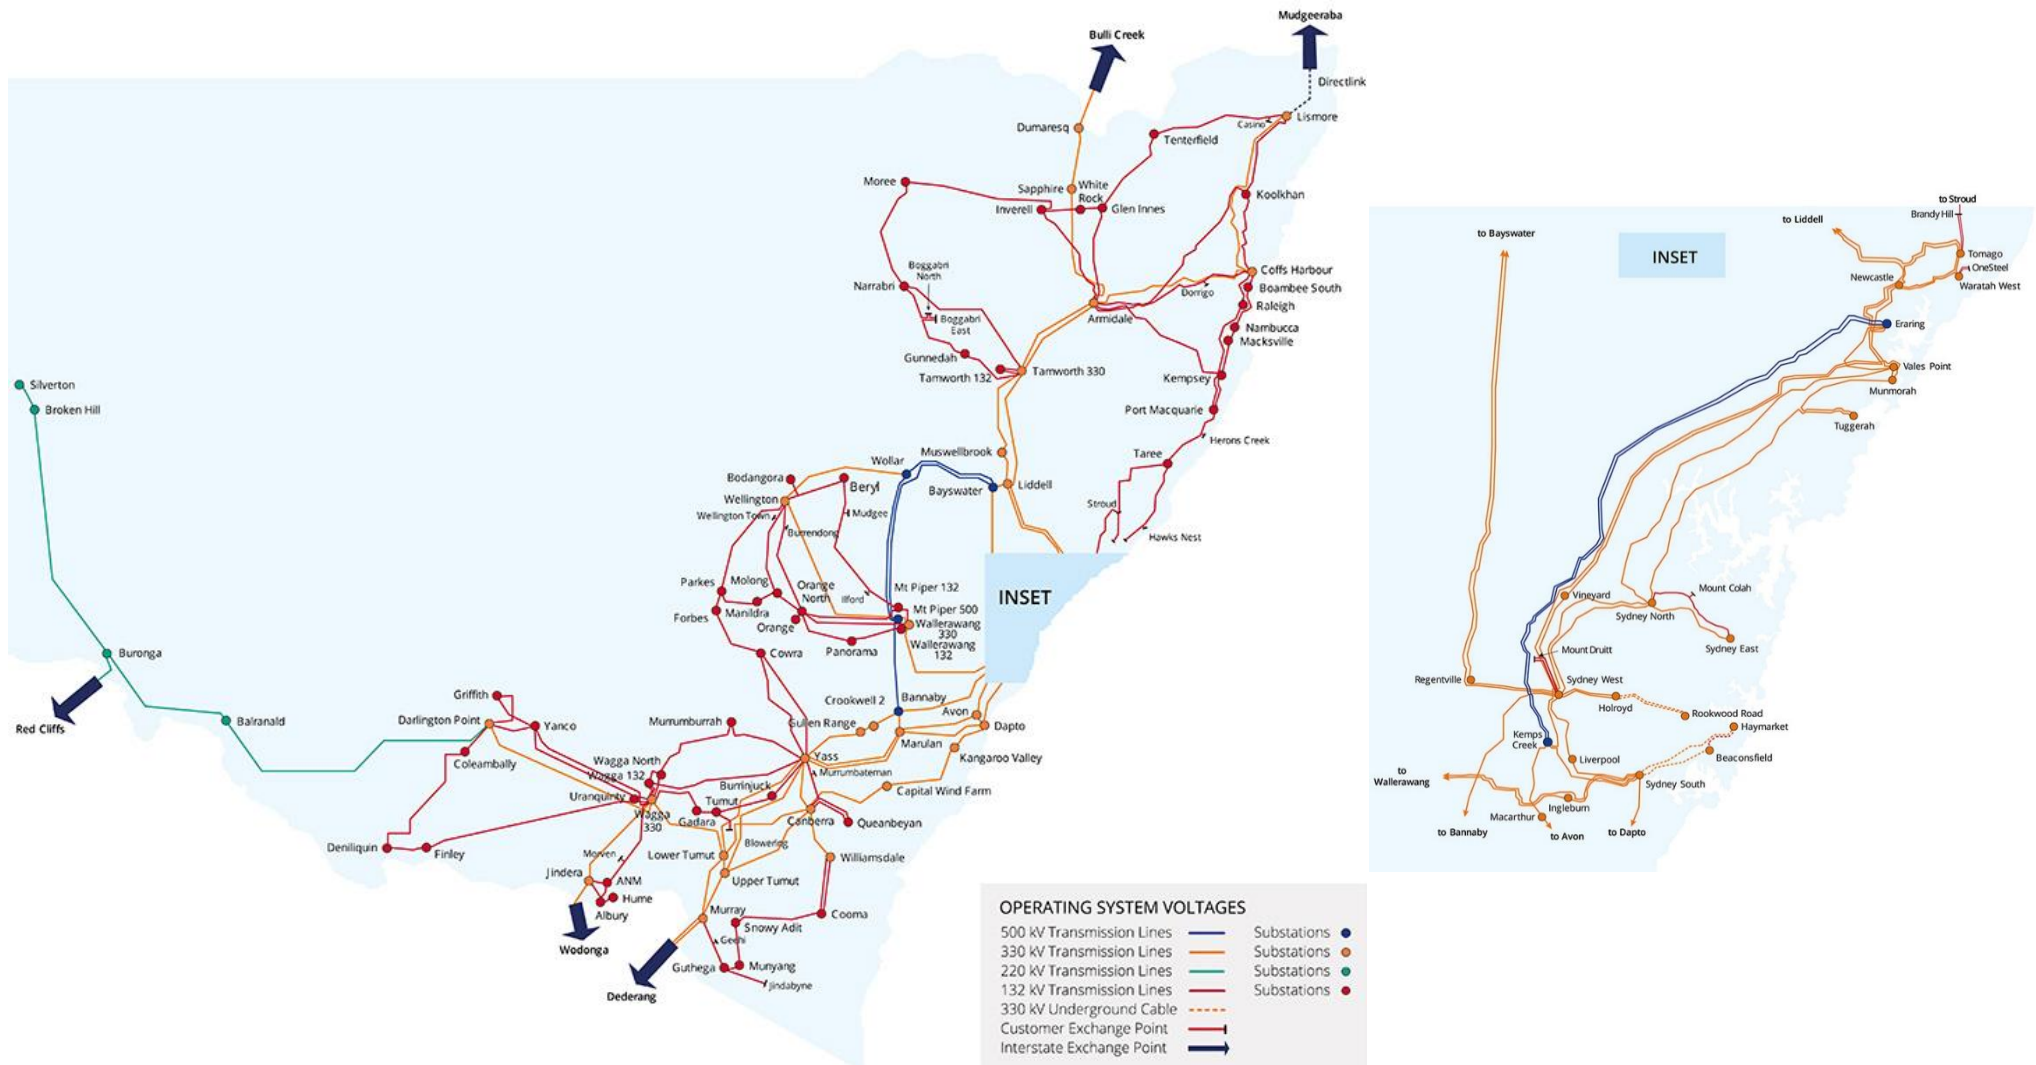 Mudgeeraba
Bulli Creek
Directlink
Dumaresq
Casino
Lismore
Tenterfield
Moree
Sapphire
White
Rock
Inverell
Glen Innes
Koolkhan
Boggabri
North
Narrabri
Coffs Harbour
Dorrigo
Boambee South
Raleigh
Boggabri
East
Armidale
Nambucca
Macksville
Gunnedah
Tamworth 132
Tamworth 330
Kempsey
Port Macquarie
Herons Creek
Silverton
Broken Hill
Muswellbrook
Taree
Wollar
Bodangora
Beryl
Bayswater
Liddell
Wellington
Wellington Town
Mudgee
Stroud
Burrendong
Hawks Nest
Parkes
Molong
Orange
North
Ilford
Mt Piper 132
INSET
Mt Piper 500
Forbes
Manildra
Orange
Wallerawang
330
Panorama
Wallerawang
132
Cowra
Buronga
Red Cliffs
Balranald
Griffith
Darlington Point
Yanco
Coleambally
Murrumburrah
Crookwell 2
Bannaby
Gullen Range
Avon
Dapto
Marulan
Yass
Kangaroo Valley
Wagga North
Wagga 132
Murrumbateman
Burrinjuck
Capital Wind Farm
Uranquinty
Tumut
Wagga
330
Gadara
Canberra
Queanbeyan
Deniliquin
Finley
Morven
Lower Tumut
Blowering
Williamsdale
Jindera
ANM
Upper Tumut
Hume
Albury
Murray
Cooma
Snowy Adit
Geehi
Wodonga
Guthega
Munyang
Jindabyne
Dederang
OPERATING SYSTEM VOLTAGES
500 kV Transmission Lines Substations
330 kV Transmission Lines Substations
220 kV Transmission Lines Substations
132 kV Transmission Lines Substations
330 kV Underground Cable
Customer Exchange Point
Interstate Exchange Point
to Stroud
Brandy Hill
to Liddell
to Bayswater
INSET
Tomago
OneSteel
Newcastle
Waratah West
Eraring
Vales Point
Munmorah
Tuggerah
Mount Colah
Vineyard
Sydney North
Sydney East
Mount Druitt
Regentville
Sydney West
Holroyd
Rookwood Road
Haymarket
Kemps
Creek
Beaconsfield
Liverpool
to
Wallerawang
Sydney South
Ingleburn
Macarthur
to Bannaby
to Avon
to Dapto